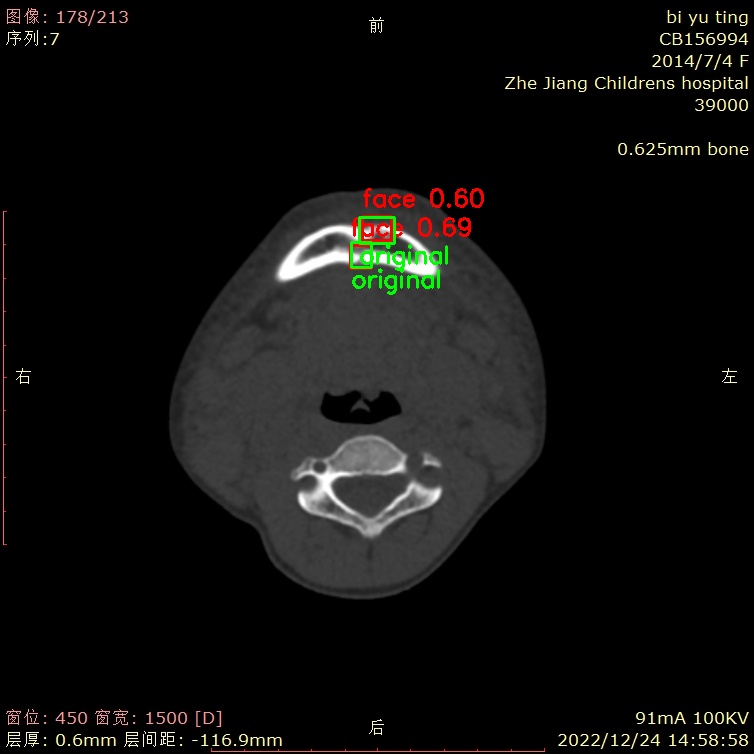 图像: 178/213
序列:7
前
bi yu ting
CB156994
2014/7/4 F
Zhe Jiang Childrens hospital
39000
0.625mm bone
face 0.60
face 0.69
original
original
右
左
窗位: 450 窗宽: 1500 [D]
层厚: 0.6mm 层间距: -116.9mm
后
91mA 100KV
2022/12/24 14:58:58